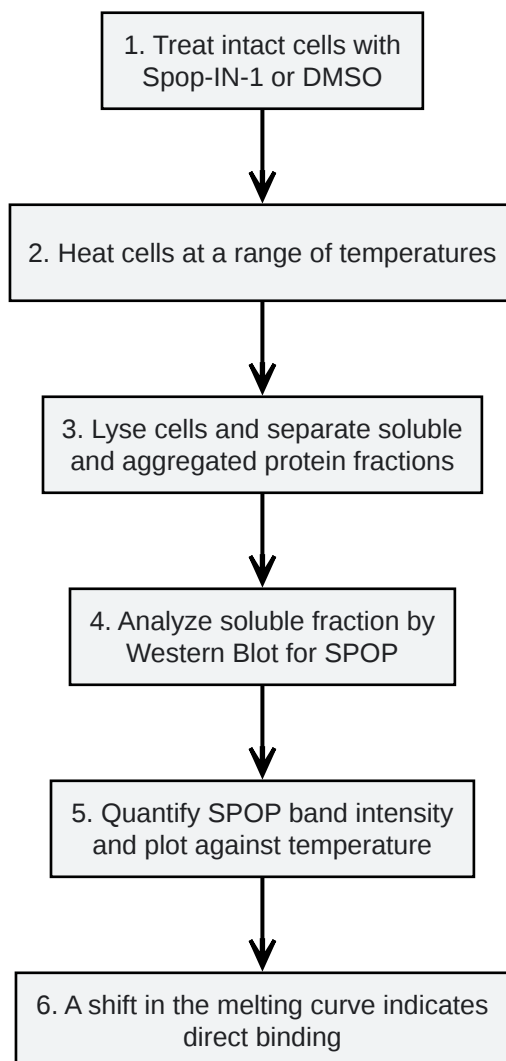 1. Treat intact cells with
Spop-IN-1 or DMSO
2. Heat cells at a range of temperatures
3. Lyse cells and separate soluble
and aggregated protein fractions
4. Analyze soluble fraction by
Western Blot for SPOP
5. Quantify SPOP band intensity
and plot against temperature
6. A shift in the melting curve indicates
direct binding